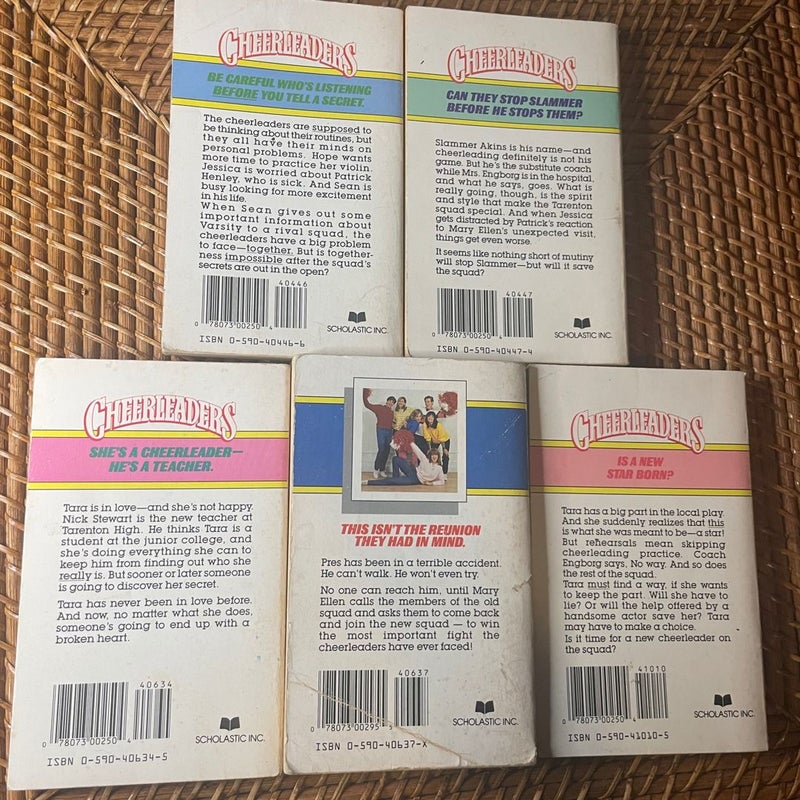 CHEERLEADERS
BE CAREFUL WHO'S LISTENING
BEFORE YOU TELL A SECRET.
The cheerleaders are supposed to
be thinking about their routines, but
they all have their minds on
personal problems. Hope wants
more time to practice her violin.
Jessica is worried about Patrick
Henley, who is sick. And Sean is
busy looking for more excitement
in his life.
When Sean gives out some
important information about the
Varsity to a rival squad, the
cheerleaders have a big problem
to face—together. But is together-
ness impossible after the squad's
secrets are out in the open?
40446
0 78073 00250
SCHOLASTIC INC.
ISBN 0-590-40446-6
CHEERLEADERS
CAN THEY STOP SLAMMER
BEFORE HE STOPS THEM?
Slammer Akins is his name—and
cheerleading definitely is not his
game. But he's the substitute coach
while Mrs. Engborg is in the hospital,
and what he says, goes. What is
really going, though, is the spirit
and style that make the Tarenton
squad special. And when Jessica
gets distracted by Patrick's reaction
to Mary Ellen's unexpected visit,
things get even worse.
It seems like nothing short of mutiny
will stop Slammer—but will it save
the squad?
40447
0 78073 00250 4
SCHOLASTIC INC.
ISBN 0-590-40447-4
CHEERLEADERS
SHE'S A CHEERLEADER—
HE'S A TEACHER.
Tara is in love—and she's not happy.
Nick Stewart is the new teacher at
Tarenton High. He thinks Tara is a
student at the junior college, and
she's doing everything she can to
keep him from finding out who she
really is. But sooner or later someone
is going to discover her secret.
Tara has never been in love before.
And now, no matter what she does,
someone's going to end up with a
broken heart.
40634
0 78073 00250 4
SCHOLASTIC INC.
ISBN 0-590-40634-5
THIS ISN'T THE REUNION
THEY HAD IN MIND.
Pres has been in a terrible accident.
He can't walk. He won't even try.
No one can reach him, until Mary
Ellen calls the members of the old
squad and asks them to come back
and join the new squad — to win
the most important fight the
cheerleaders have ever faced!
40637
0 78073 00295 5
SCHOLASTIC INC.
ISBN 0-590-40637-X
CHEERLEADERS
IS A NEW
STAR BORN?
Tara has a big part in the local play.
And she suddenly realizes that this
is what she was meant to be—a star!
But rehearsals mean skipping
cheerleading practice. Coach
Engborg says, No way. And so does
the rest of the squad.
Tara must find a way, if she wants
to keep the part. Will she have to
lie? Or will the help offered by a
handsome actor save her? Tara
may have to make a choice.
Is it time for a new cheerleader on
the squad?
41010
0 78073 00250 4
SCHOLASTIC INC.
ISBN 0-590-41010-5